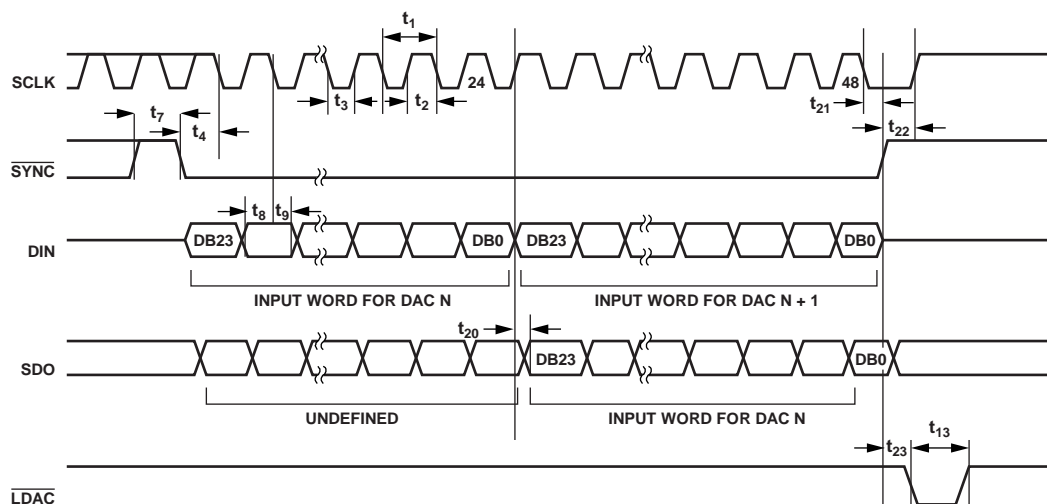 t1
SCLK
24
48
t3
t2
t21
t7
t4
t22
SYNC
t8
t9
DIN
DB23
DB0
DB23
DB0
INPUT WORD FOR DAC N
INPUT WORD FOR DAC N + 1
t20
SDO
DB23
DB0
UNDEFINED
INPUT WORD FOR DAC N
t23
t13
LDAC